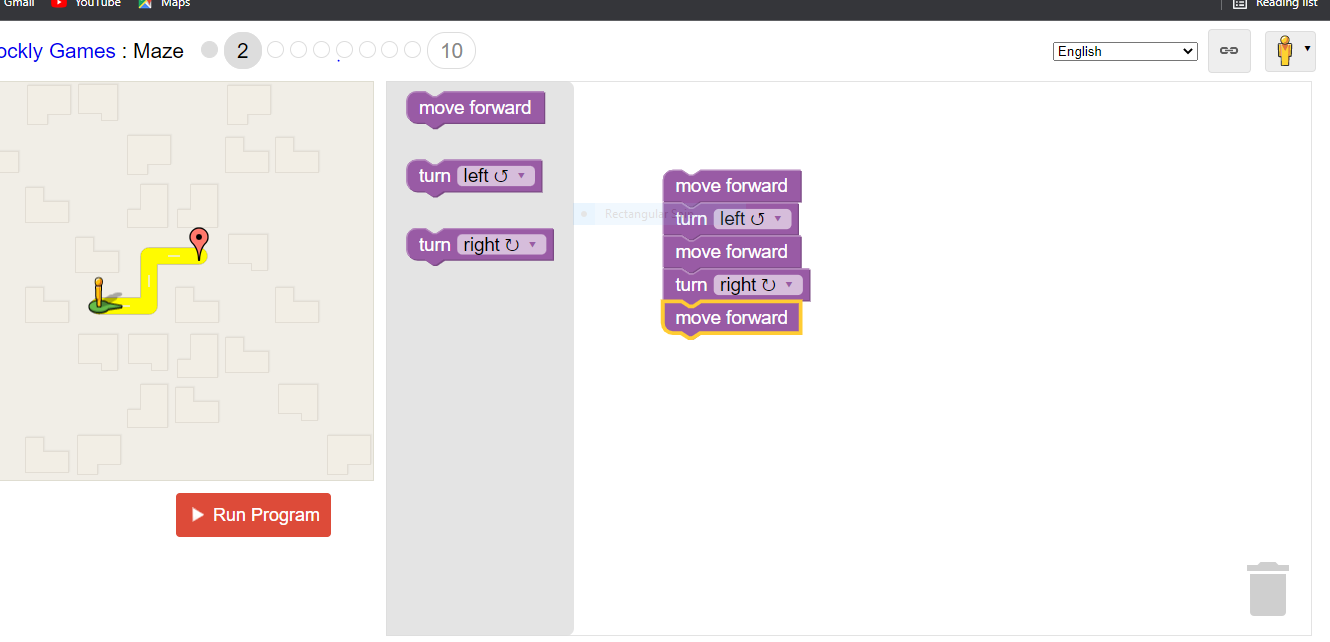 Gmail YouTube Maps Reading list
ockly Games : Maze 2 10 English
move forward
turn left ↺ ▼
turn right ↻ ▼
move forward
Rectangular
turn left ↺ ▼
move forward
turn right ↻ ▼
move forward
Run Program